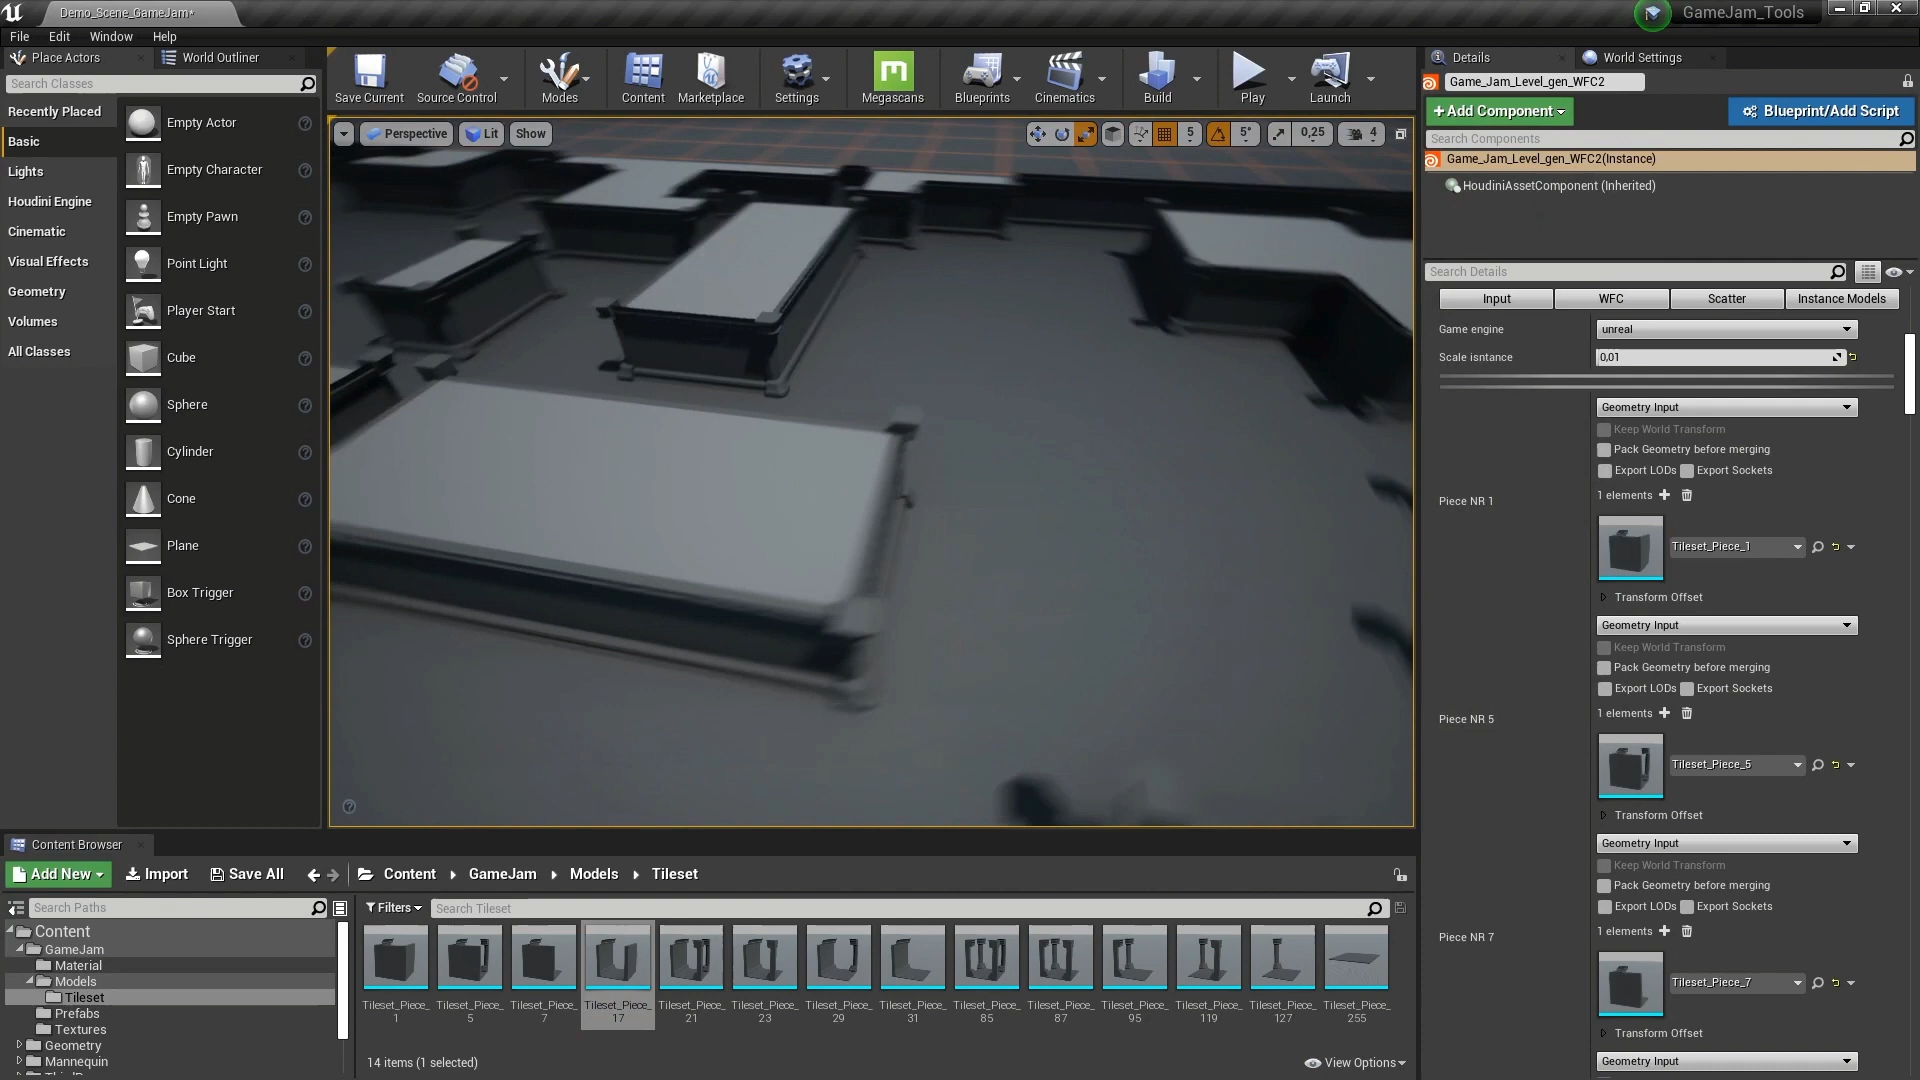 Demo_Scene_GameJam*
GameJam_Tools
File Edit Window Help
Place Actors
World Outliner
Search Classes
Recently Placed
Basic
Lights
Houdini Engine
Cinematic
Visual Effects
Geometry
Volumes
All Classes
Empty Actor
Empty Character
Empty Pawn
Point Light
Player Start
Cube
Sphere
Cylinder
Cone
Plane
Box Trigger
Sphere Trigger
Save Current
Source Control
Modes
Content
Marketplace
Settings
Megascans
Blueprints
Cinematics
Build
Play
Launch
Perspective
Lit
Show
5
5°
0,25
4
Details
World Settings
Game_Jam_Level_gen_WFC2
+Add Component
Blueprint/Add Script
Search Components
Game_Jam_Level_gen_WFC2(Instance)
HoudiniAssetComponent (Inherited)
Search Details
Input
WFC
Scatter
Instance Models
Game engine
unreal
Scale isntance
0,01
Geometry Input
Keep World Transform
Pack Geometry before merging
Export LODs
Export Sockets
1 elements
Piece NR 1
Tileset_Piece_1
Transform Offset
Geometry Input
Keep World Transform
Pack Geometry before merging
Export LODs
Export Sockets
1 elements
Piece NR 5
Tileset_Piece_5
Transform Offset
Geometry Input
Keep World Transform
Pack Geometry before merging
Export LODs
Export Sockets
1 elements
Piece NR 7
Tileset_Piece_7
Transform Offset
Geometry Input
Content Browser
Add New
Import
Save All
Content
GameJam
Models
Tileset
Search Paths
Filters
Search Tileset
Content
GameJam
Material
Models
Tileset
Prefabs
Textures
Geometry
Mannequin
Tileset_Piece_
1
Tileset_Piece_
5
Tileset_Piece_
7
Tileset_Piece_
17
Tileset_Piece_
21
Tileset_Piece_
23
Tileset_Piece_
29
Tileset_Piece_
31
Tileset_Piece_
85
Tileset_Piece_
87
Tileset_Piece_
95
Tileset_Piece_
119
Tileset_Piece_
127
Tileset_Piece_
255
14 items (1 selected)
View Options